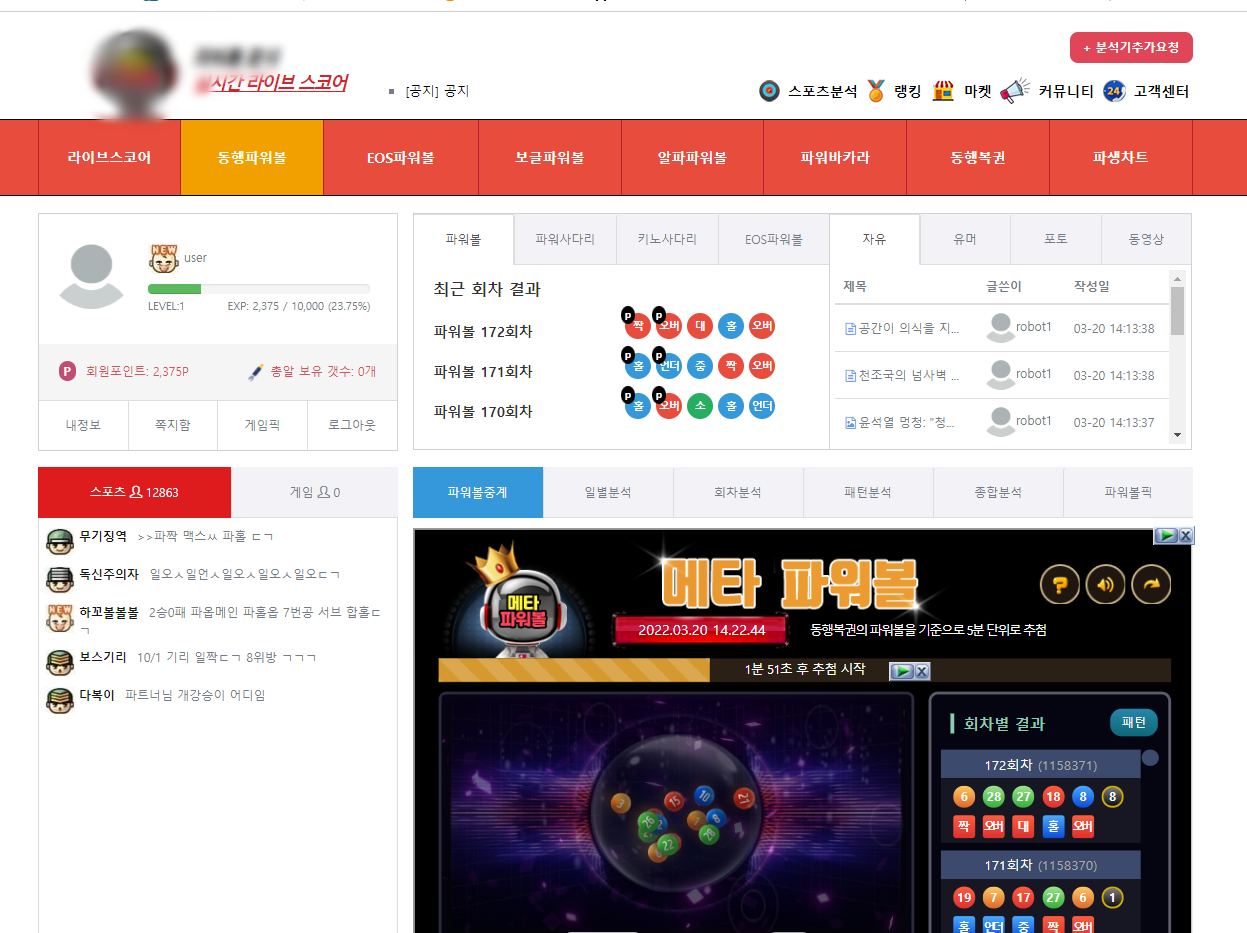 + 분석기추가요청
시간 라이브 스코어
[공지] 공지
스포츠분석 랭킹 마켓 커뮤니티 24 고객센터
라이브스코어 동행파워볼 EOS파워볼 보글파워볼 알파파워볼 파워바카라 동행복권 파생차트
NEW user
LEVEL:1 EXP: 2,375 / 10,000 (23.75%)
P 회원포인트: 2,375P 총알 보유 갯수: 0개
내정보 쪽지함 게임픽 로그아웃
파워볼 파워사다리 키노사다리 EOS파워볼
최근 회차 결과
파워볼 172회차 P 짝 P 오버 대 홀 오버
파워볼 171회차 P 홀 P 언더 중 짝 오버
파워볼 170회차 P 홀 P 오버 소 홀 언더
자유 유머 포토 동영상
제목 글쓴이 작성일
공간이 의식을 지... robot1 03-20 14:13:38
천조국의 넘사벽 ... robot1 03-20 14:13:38
윤석열 멍청: "청... robot1 03-20 14:13:37
스포츠 12863 게임 0
무기징역 >>파짝 맥스ㅆ 파홀 ㄷㄱ
독신주의자 일오ㅅ일언ㅅ일오ㅅ일오ㅅ일오ㄷㄱ
NEW 하꼬볼볼볼 2승0패 파옵메인 파홀옵 7번공 서브 합홀ㄷ
ㄱ
보스기리 10/1 기리 일짝ㄷㄱ 8위방 ㄱㄱㄱ
다복이 파트너님 개강승이 어디임
파워볼중계 일별분석 회차분석 패턴분석 종합분석 파워볼픽
메타 파워볼
메타
파워볼
2022.03.20 14.22.44 동행복권의 파워볼을 기준으로 5분 단위로 추첨
1분 51초 후 추첨 시작
회차별 결과 패턴
172회차 (1158371)
6 28 27 18 8 8
짝 오버 대 홀 오버
171회차 (1158370)
19 7 17 27 6 1
홀 언더 중 짝 오버
3 15 10 21 26 7 8 28 22